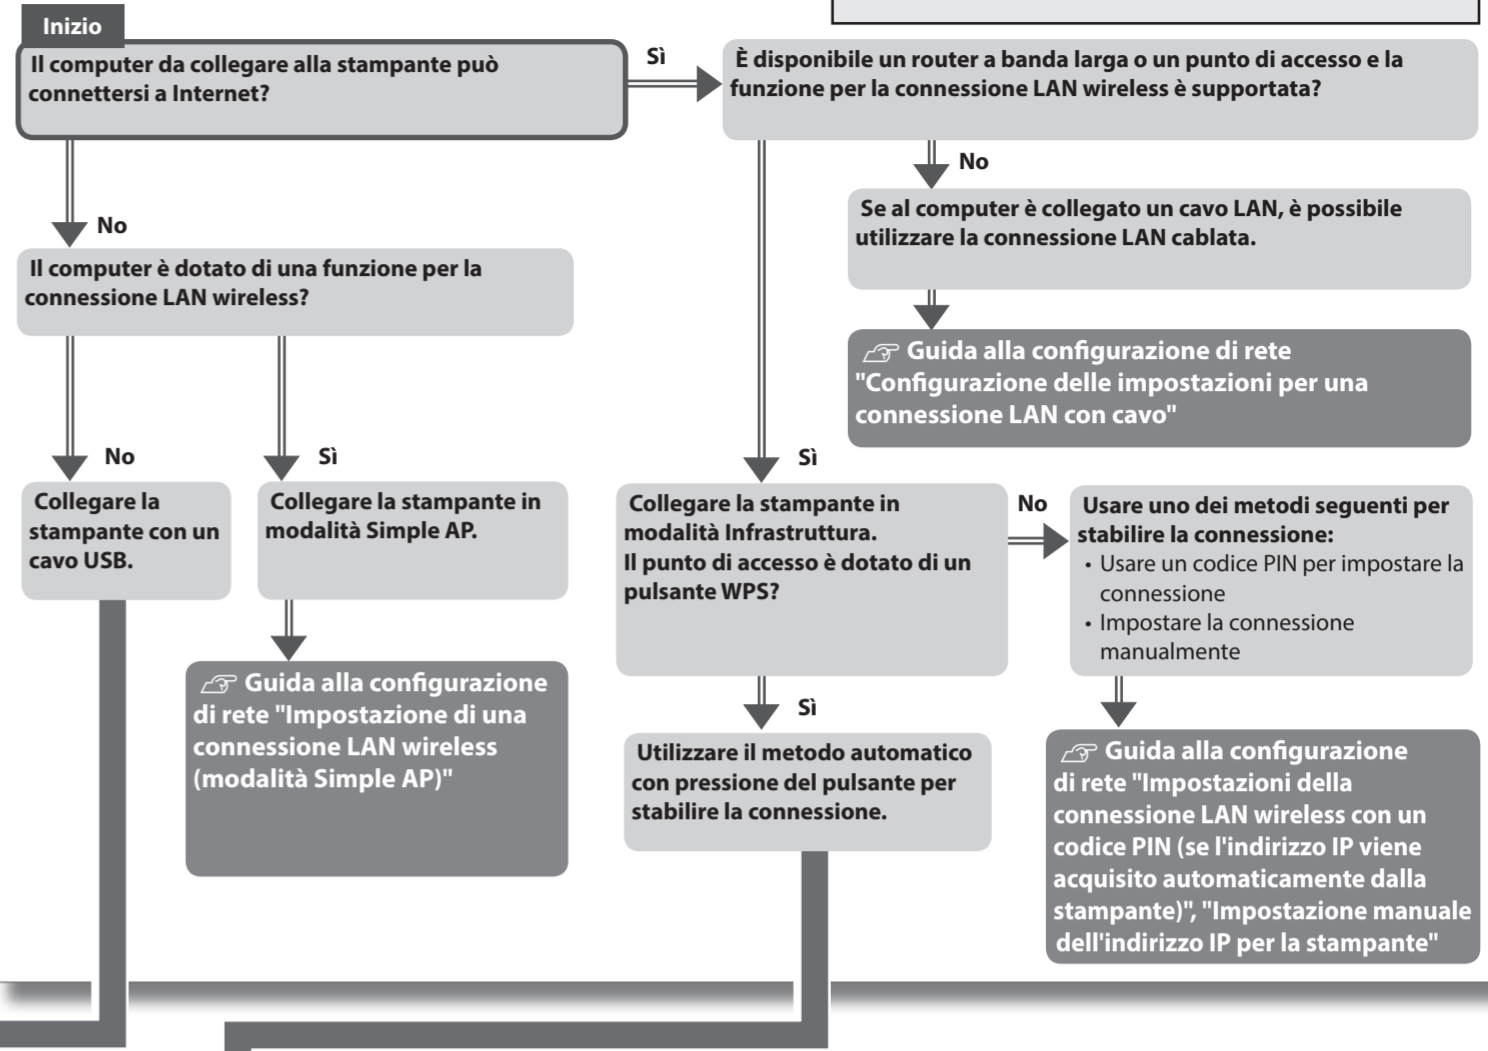 Inizio
Il computer da collegare alla stampante può
connettersi a Internet?
Sì
È disponibile un router a banda larga o un punto di accesso e la
funzione per la connessione LAN wireless è supportata?
No
Se al computer è collegato un cavo LAN, è possibile
utilizzare la connessione LAN cablata.
Guida alla configurazione di rete
"Configurazione delle impostazioni per una
connessione LAN con cavo"
No
Il computer è dotato di una funzione per la
connessione LAN wireless?
No
Collegare la
stampante con un
cavo USB.
Sì
Collegare la stampante in
modalità Simple AP.
Guida alla configurazione
di rete "Impostazione di una
connessione LAN wireless
(modalità Simple AP)"
Sì
Collegare la stampante in
modalità Infrastruttura.
Il punto di accesso è dotato di un
pulsante WPS?
No
Usare uno dei metodi seguenti per
stabilire la connessione:
• Usare un codice PIN per impostare la
connessione
• Impostare la connessione
manualmente
Sì
Utilizzare il metodo automatico
con pressione del pulsante per
stabilire la connessione.
Guida alla configurazione
di rete "Impostazioni della
connessione LAN wireless con un
codice PIN (se l'indirizzo IP viene
acquisito automaticamente dalla
stampante)", "Impostazione manuale
dell'indirizzo IP per la stampante"